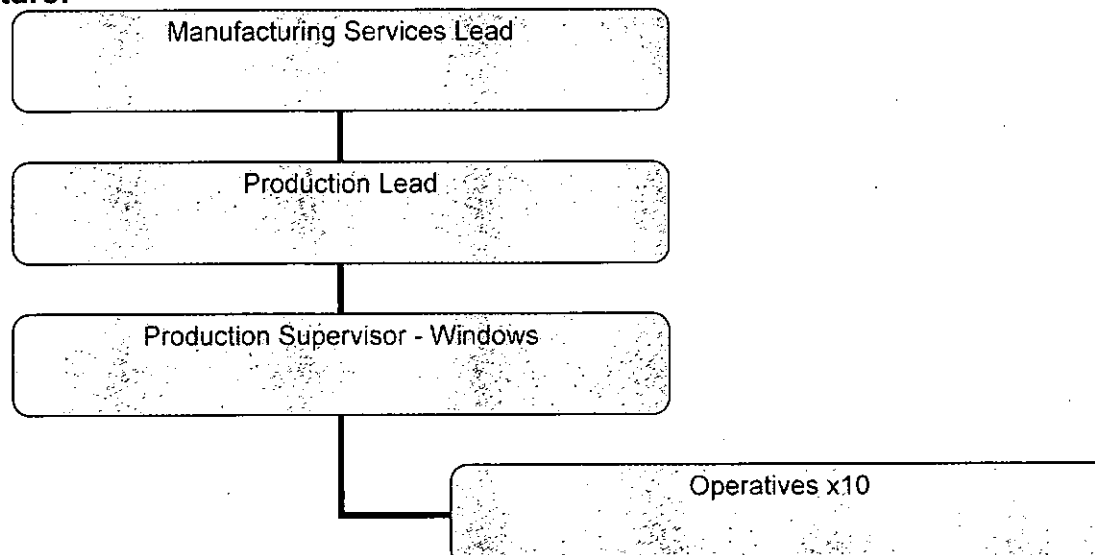 Manufacturing Services Lead
Production Lead
Production Supervisor - Windows
Operatives x10